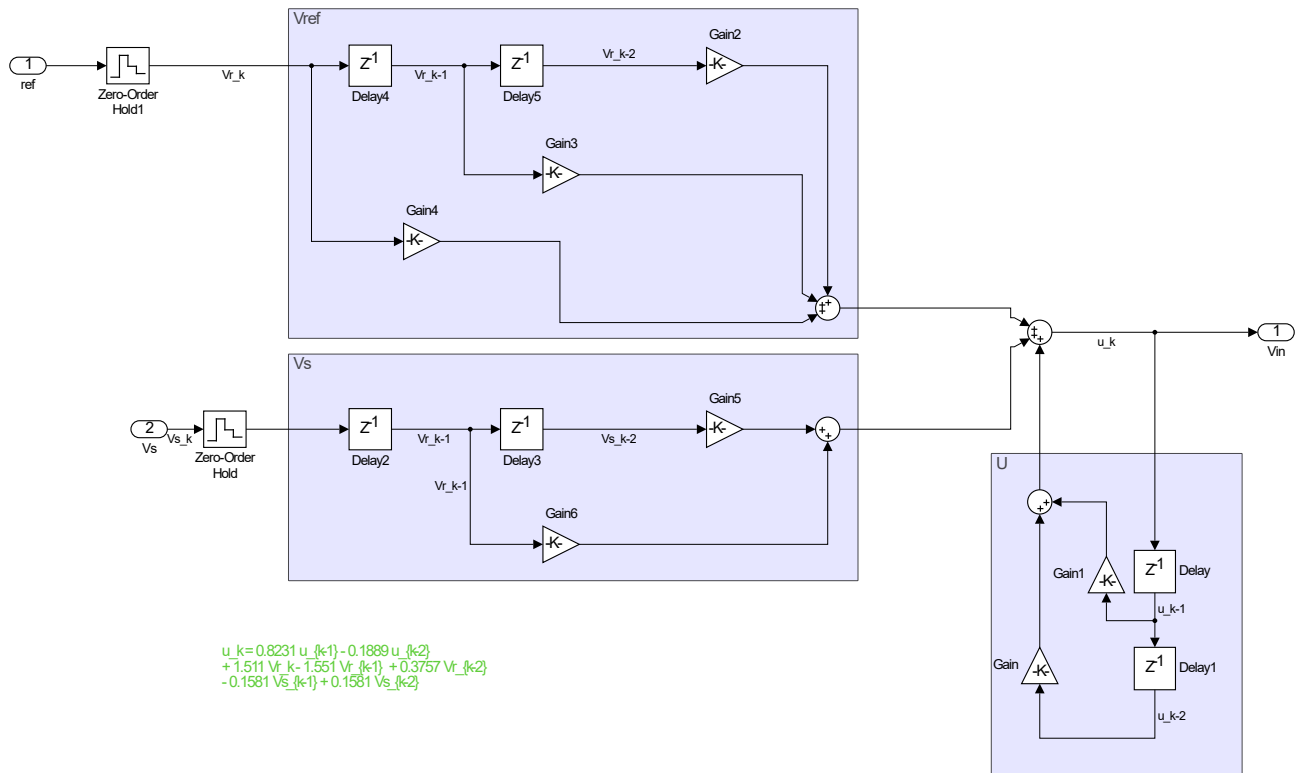 Vref
Gain2
1
ref
Zero-Order
Hold1
Vr_k
Z-1
Delay4
Vr_k-1
Z-1
Delay5
Vr_k-2
-K-
Gain3
-K-
Gain4
-K-
+
+
+
Vs
2
Vs
Vs_k
Zero-Order
Hold
Z-1
Delay2
Vr_k-1
Z-1
Delay3
Vs_k-2
Gain5
-K-
+
+
Vr_k-1
Gain6
-K-
+
+
+
u_k
1
Vin
U
+
+
Gain1
-K-
Z-1
Delay
u_k-1
Gain
-K-
Z-1
Delay1
u_k-2
u_k = 0.8231 u_{k-1} - 0.1889 u_{k-2}
+ 1.511 Vr_k - 1.551 Vr_{k-1} + 0.3757 Vr_{k-2}
- 0.1581 Vs_{k-1} + 0.1581 Vs_{k-2}